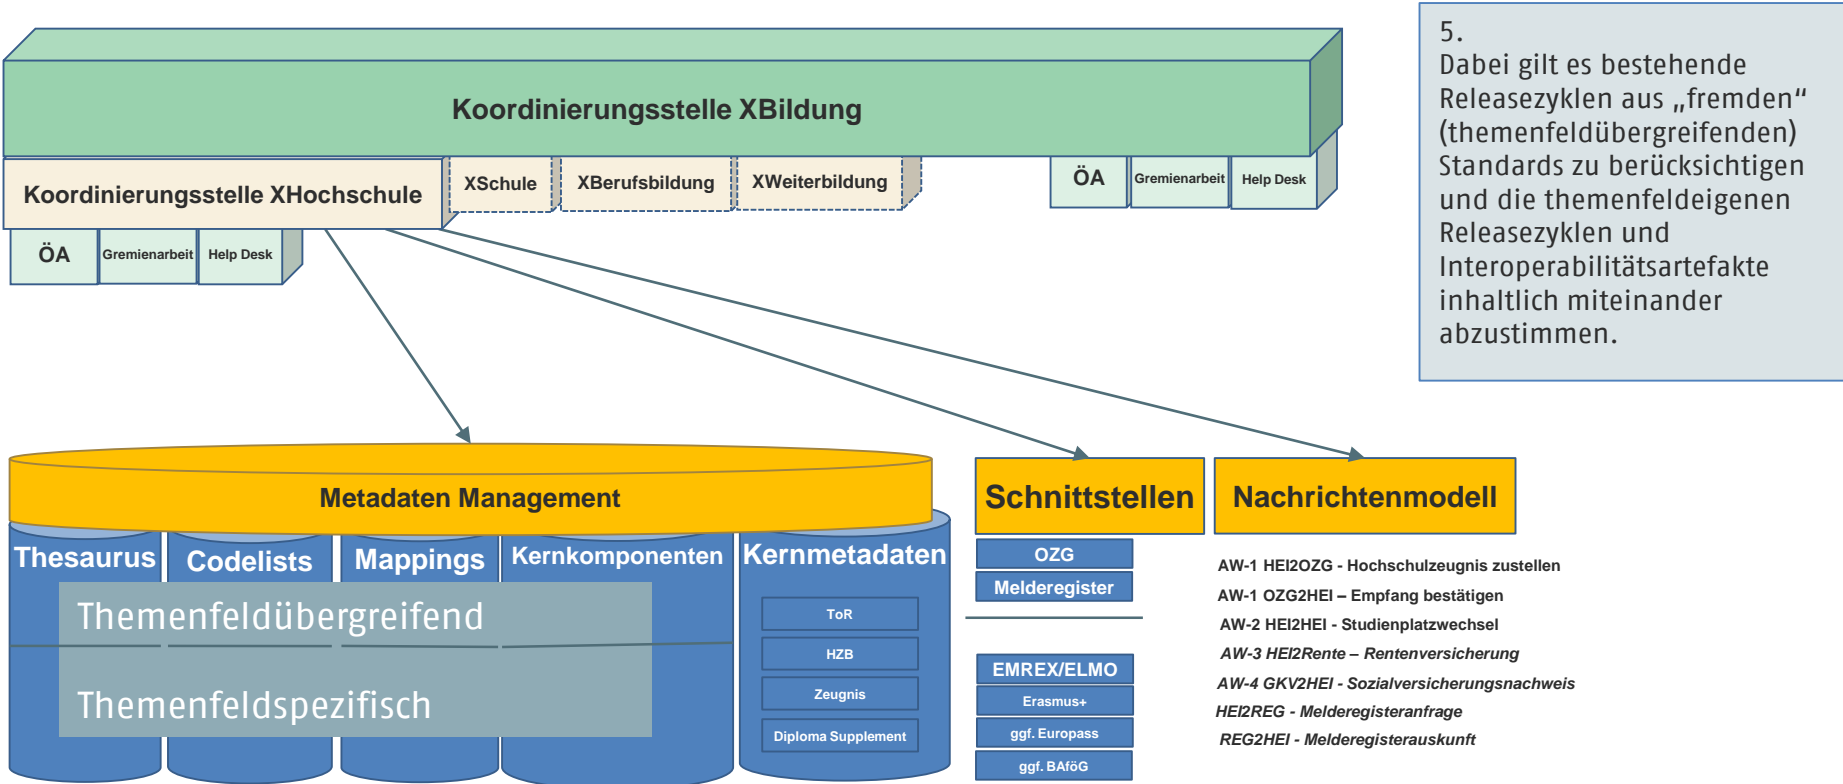 Koordinierungsstelle XBildung
Koordinierungsstelle XHochschule
XSchule
XBerufsbildung
XWeiterbildung
ÖA
Gremienarbeit
Help Desk
ÖA
Gremienarbeit
Help Desk
5.
Dabei gilt es bestehende
Releasezyklen aus „fremden“
(themenfeldübergreifenden)
Standards zu berücksichtigen
und die themenfeldeigenen
Releasezyklen und
Interoperabilitätsartefakte
inhaltlich miteinander
abzustimmen.
Metadaten Management
Thesaurus
Codelists
Mappings
Kernkomponenten
Kernmetadaten
Themenfeldübergreifend
Themenfeldspezifisch
ToR
HZB
Zeugnis
Diploma Supplement
Schnittstellen
OZG
Melderegister
EMREX/ELMO
Erasmus+
ggf. Europass
ggf. BAföG
Nachrichtenmodell
AW-1 HEI2OZG - Hochschulzeugnis zustellen
AW-1 OZG2HEI – Empfang bestätigen
AW-2 HEI2HEI - Studienplatzwechsel
AW-3 HEI2Rente – Rentenversicherung
AW-4 GKV2HEI - Sozialversicherungsnachweis
HEI2REG - Melderegisteranfrage
REG2HEI - Melderegisterauskunft